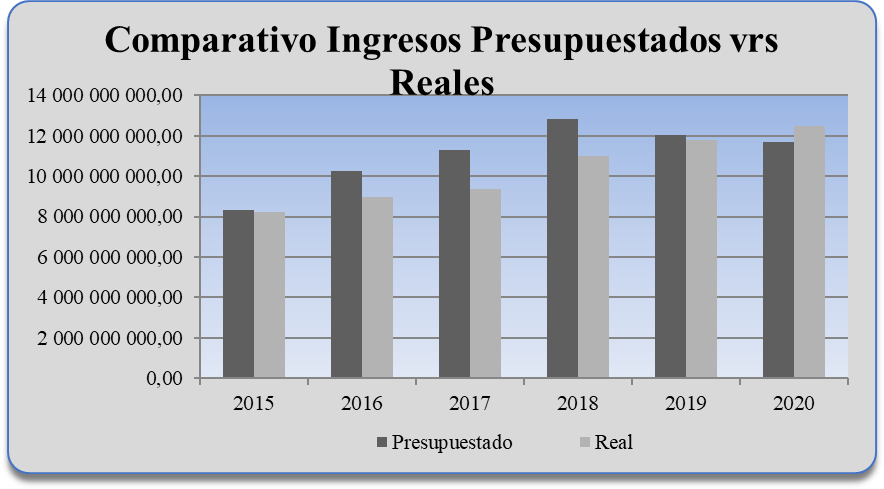 Comparativo Ingresos Presupuestados vrs
Reales
14 000 000 000,00
12 000 000 000,00
10 000 000 000,00
8 000 000 000,00
6 000 000 000,00
4 000 000 000,00
2 000 000 000,00
0,00
2015 2016 2017 2018 2019 2020
Presupuestado Real